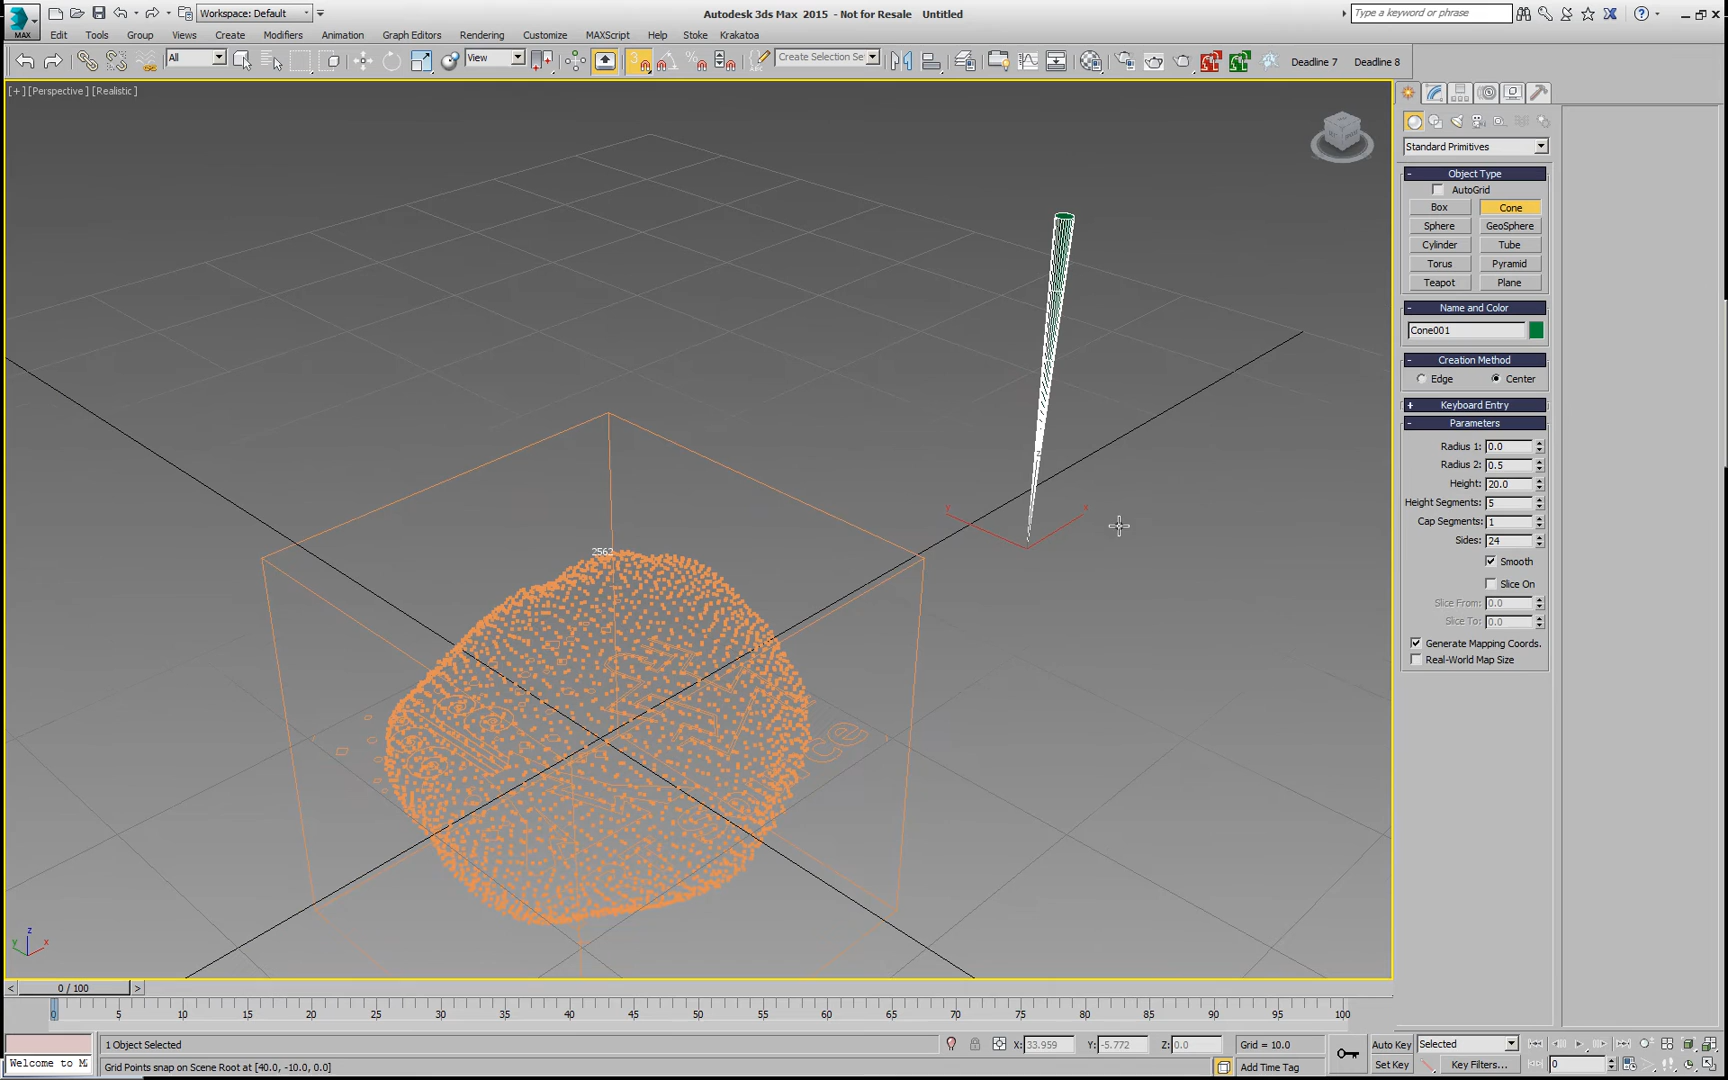 MAX
Workspace: Default
Autodesk 3ds Max 2015 - Not for Resale Untitled
Type a keyword or phrase
Edit Tools Group Views Create Modifiers Animation Graph Editors Rendering Customize MAXScript Help Stoke Krakatoa
All View 3 Create Selection Se Deadline 7 Deadline 8
[+] [Perspective] [Realistic]
Standard Primitives
Object Type
AutoGrid
Box Cone
Sphere GeoSphere
Cylinder Tube
Torus Pyramid
Teapot Plane
Name and Color
Cone001
Creation Method
Edge Center
Keyboard Entry
Parameters
Radius 1: 0.0
Radius 2: 0.5
Height: 20.0
Height Segments: 5
Cap Segments: 1
Sides: 24
Smooth
Slice On
Slice From: 0.0
Slice To: 0.0
Generate Mapping Coords.
Real-World Map Size
y x
z
2562
z
y x
< 0 / 100 >
0 5 10 15 20 25 30 35 40 45 50 55 60 65 70 75 80 85 90 95 100
1 Object Selected X: 33.959 Y: -5.772 Z: 0.0 Grid = 10.0 Auto Key Selected
Welcome to M Grid Points snap on Scene Root at [40.0, -10.0, 0.0] Add Time Tag Set Key Key Filters... 0